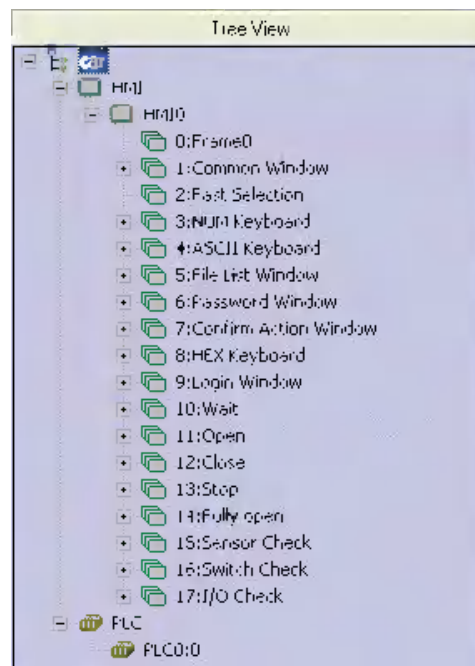 Tree View
car
HMI
HMI0
0:Frame0
1:Common Window
2:Fast Selection
3:NUM Keyboard
4:ASCII Keyboard
5:File List Window
6:Password Window
7:Confirm Action Window
8:HEX Keyboard
9:Login Window
10:Wait
11:Open
12:Close
13:Stop
14:Fully open
15:Sensor Check
16:Switch Check
17:I/O Check
PLC
PLC0:0